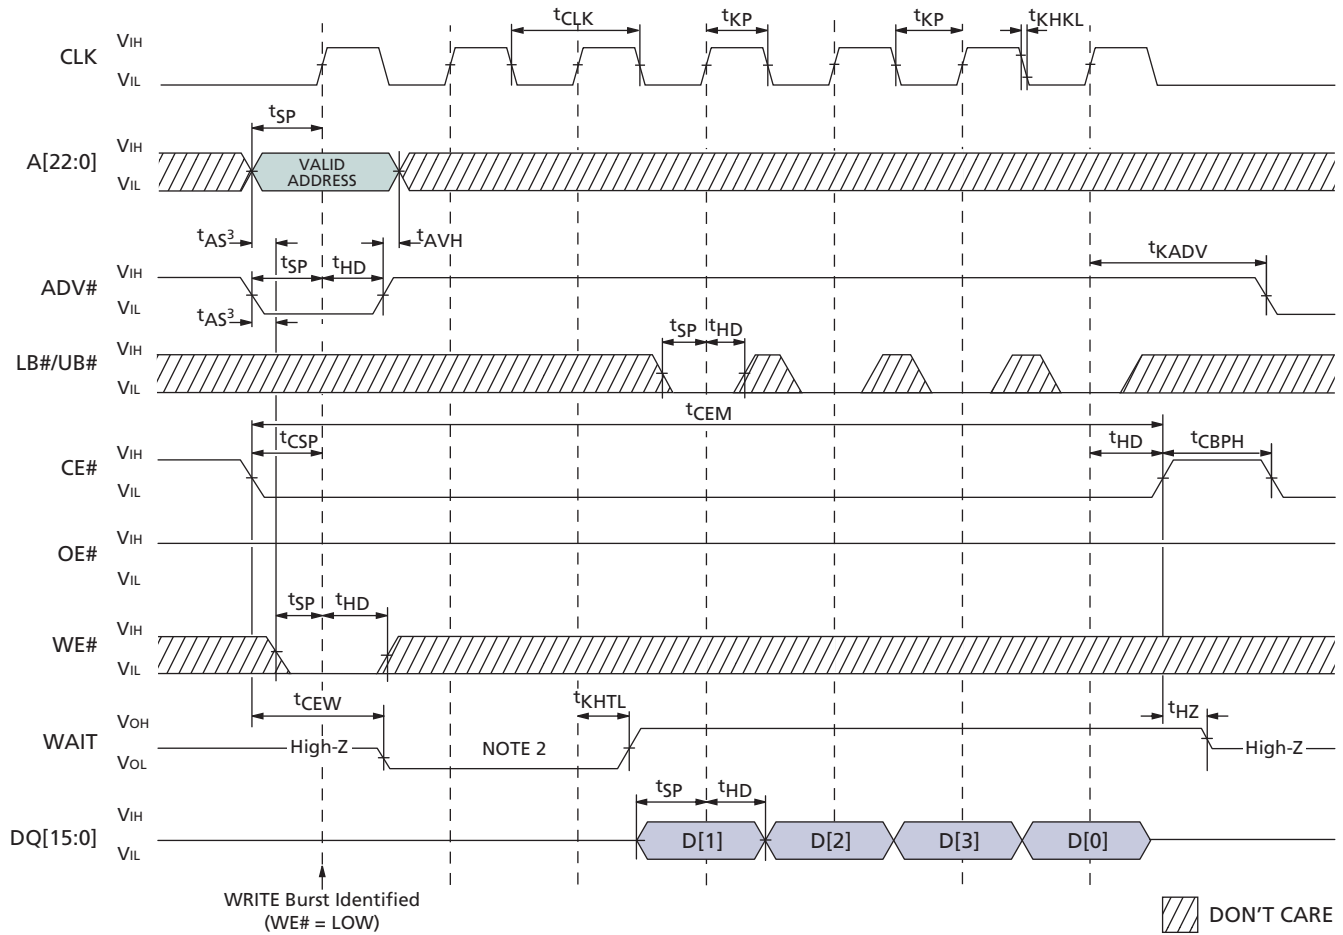 tCLK tKP tKP tKHKL
CLK VIH
VIL
tSP
A[22:0] VIH
VIL
VALID
ADDRESS
tAS3 tAVH
tSP tHD tKADV
ADV# VIH
VIL
tAS3
tSP tHD
LB#/UB# VIH
VIL
tCEM
tCSP tHD tCBPH
CE# VIH
VIL
OE# VIH
VIL
tSP tHD
WE# VIH
VIL
tCEW tKHTL tHZ
WAIT VOH
VOL
High-Z NOTE 2 High-Z
tSP tHD
DQ[15:0] VIH
VIL
D[1] D[2] D[3] D[0]
WRITE Burst Identified
(WE# = LOW)
DON'T CARE